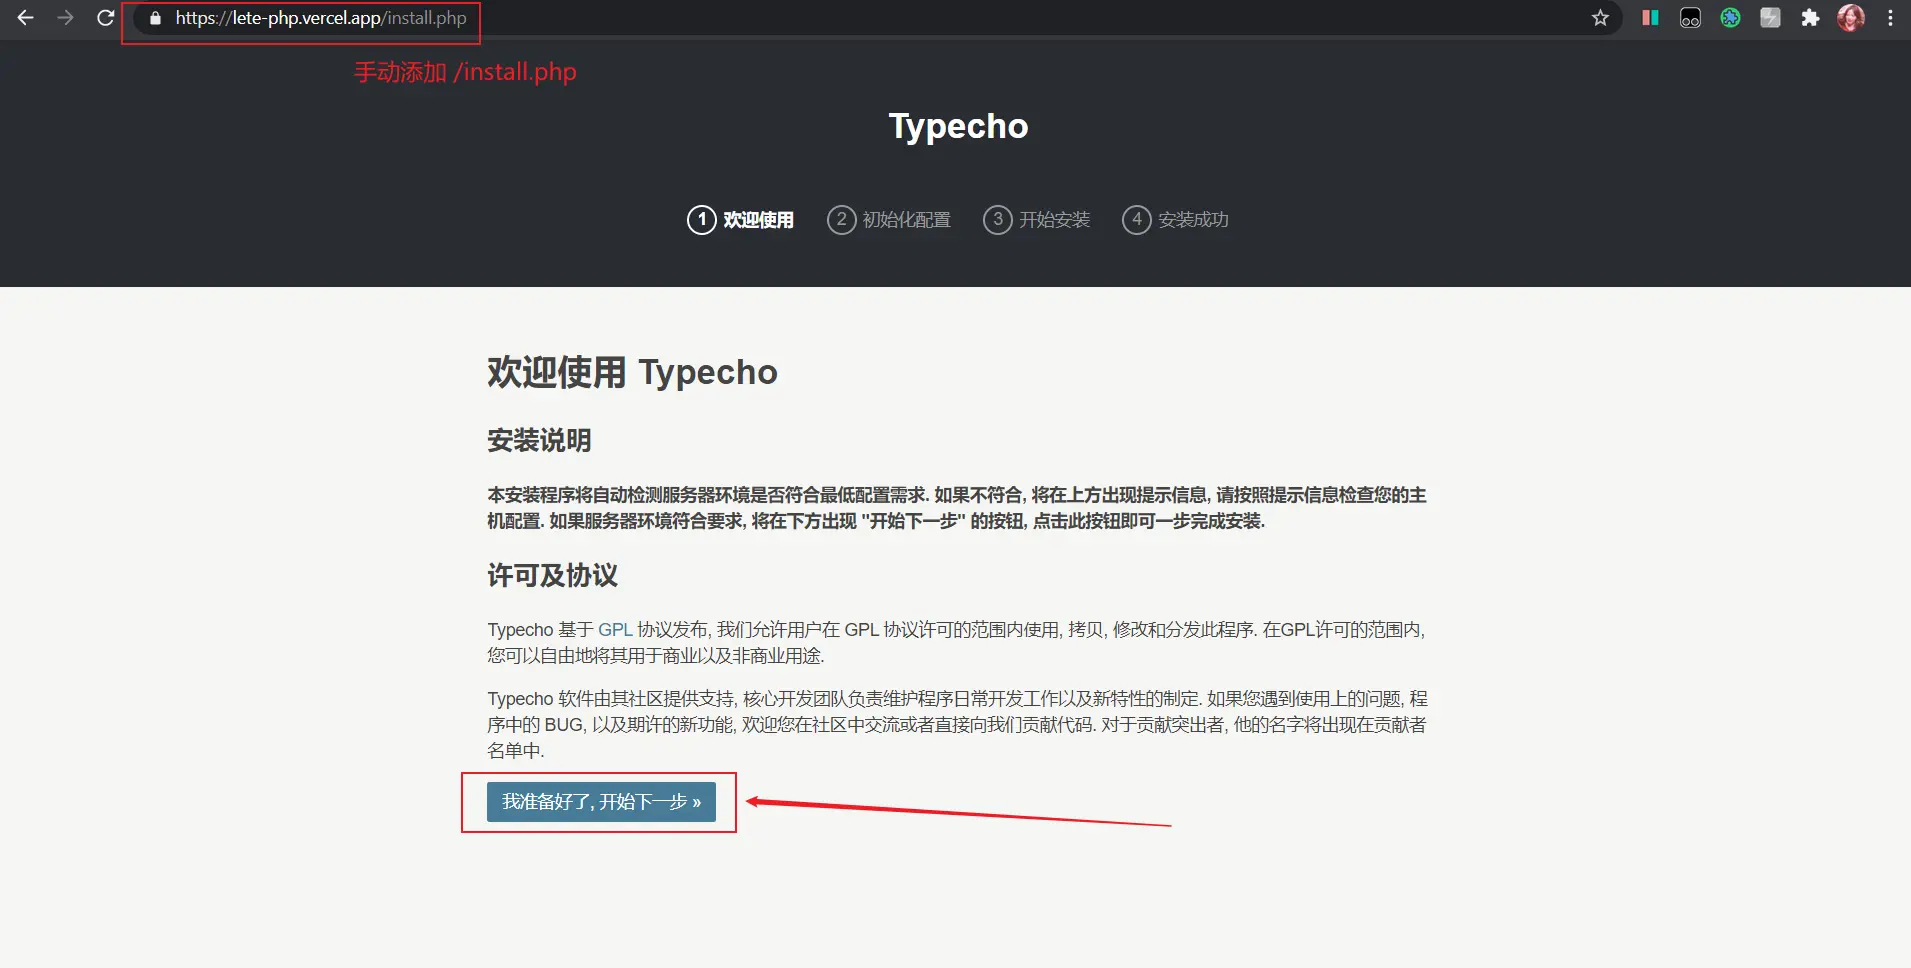 https://lete-php.vercel.app/install.php
手动添加 /install.php
Typecho
1 欢迎使用 2 初始化配置 3 开始安装 4 安装成功
欢迎使用 Typecho
安装说明
本安装程序将自动检测服务器环境是否符合最低配置需求. 如果不符合, 将在上方出现提示信息, 请按照提示信息检查您的主
机配置. 如果服务器环境符合要求, 将在下方出现 "开始下一步" 的按钮, 点击此按钮即可一步完成安装.
许可及协议
Typecho 基于 GPL 协议发布, 我们允许用户在 GPL 协议许可的范围内使用, 拷贝, 修改和分发此程序. 在GPL许可的范围内,
您可以自由地将其用于商业以及非商业用途.
Typecho 软件由其社区提供支持, 核心开发团队负责维护程序日常开发工作以及新特性的制定. 如果您遇到使用上的问题, 程
序中的 BUG, 以及期许的新功能, 欢迎您在社区中交流或者直接向我们贡献代码. 对于贡献突出者, 他的名字将出现在贡献者
名单中.
我准备好了, 开始下一步 »